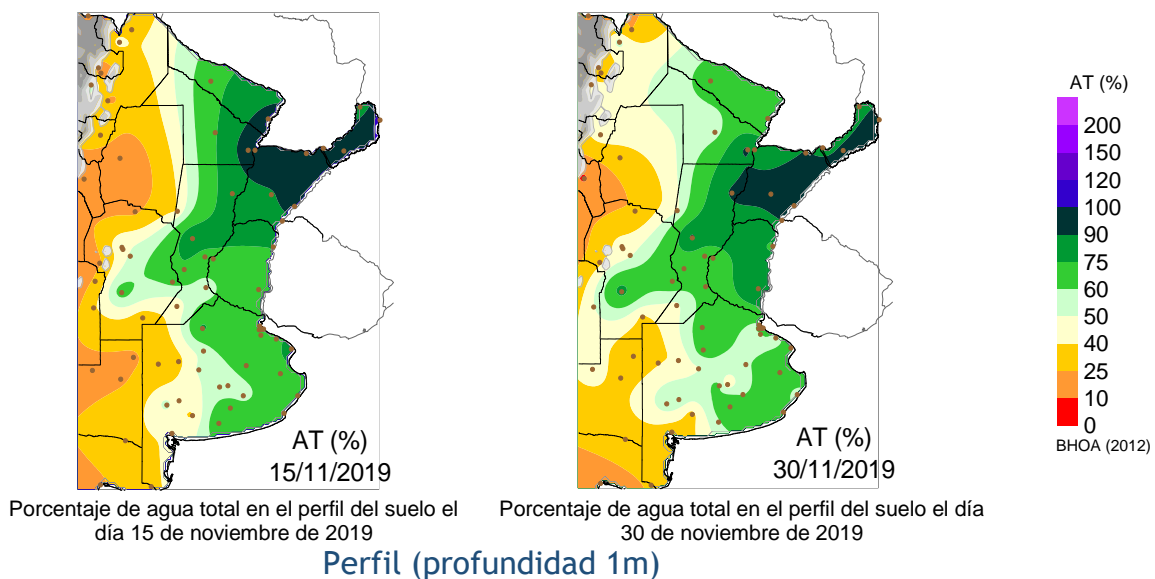 AT (%)
15/11/2019
AT (%)
30/11/2019
AT (%)
200
150
120
100
90
75
60
50
40
25
10
0
BHOA (2012)
Porcentaje de agua total en el perfil del suelo el
día 15 de noviembre de 2019
Porcentaje de agua total en el perfil del suelo el día
30 de noviembre de 2019
Perfil (profundidad 1m)